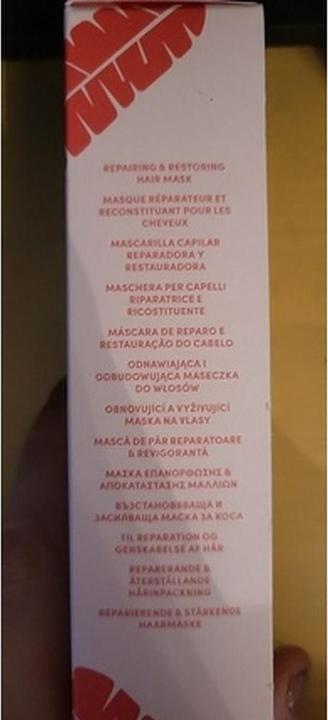 REPAIRING & RESTORING
HAIR MASK
MASQUE RÉPARATEUR ET
RECONSTITUANT POUR LES
CHEVEUX
MASCARILLA CAPILAR
REPARADORA Y
RESTAURADORA
MASCHERA PER CAPELLI
RIPARATRICE E
RICOSTITUENTE
MÁSCARA DE REPARO E
RESTAURAÇÃO DO CABELO
ODNAWIAJĄCA I
ODBUDOWUJĄCA MASECZKA
DO WŁOSÓW
OBNOVUJÍCÍ A VYŽIVUJÍCÍ
MASKA NA VLASY
MASCĂ DE PĂR REPARATOARE
& REVIGORANTĂ
ΜΑΣΚΑ ΕΠΑΝΟΡΘΩΣΗΣ &
ΑΠΟΚΑΤΑΣΤΑΣΗΣ ΜΑΛΛΙΩΝ
ВЪЗСТАНОВЯВАЩА И
ЗАСИЛВАЩА МАСКА ЗА КОСА
TIL REPARATION OG
GENSKABELSE AF HÅR
REPARERANDE &
ÅTERSTÄLLANDE
HÅRINPACKNING
REPARIERENDE & STÄRKENDE
HAARMASKE